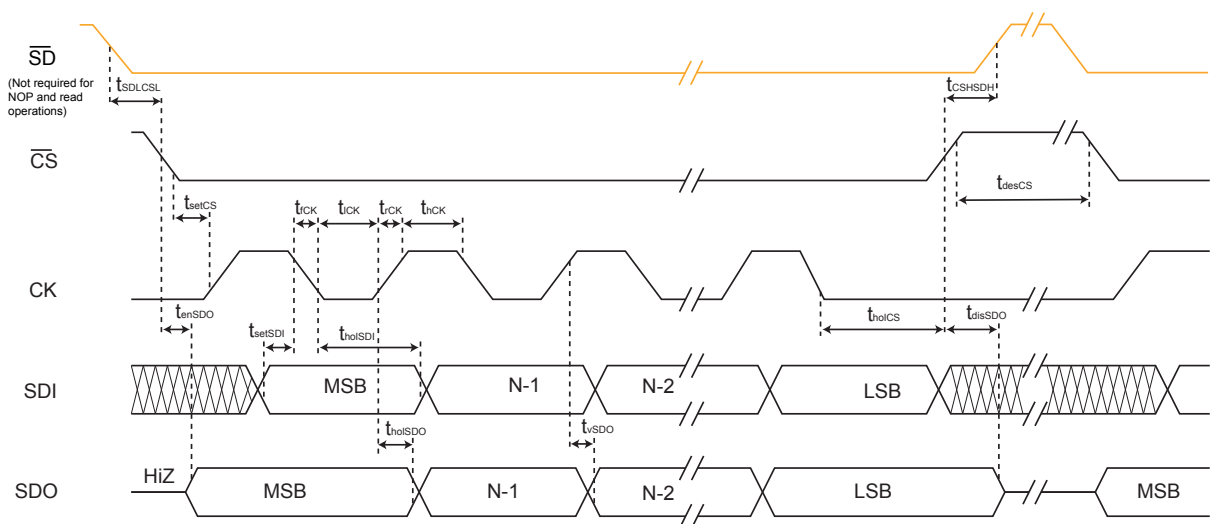 SD
(Not required for
NOP and read
operations)
tSDLCSL
tCSHSDH
CS
tsetCS
tfCK
tlCK
trCK
thCK
tdesCS
CK
tenSDO
tsetSDI
tholSDI
tholCS
tdisSDO
SDI
MSB
N-1
N-2
LSB
tholSDO
tvSDO
SDO
HiZ
MSB
N-1
N-2
LSB
MSB